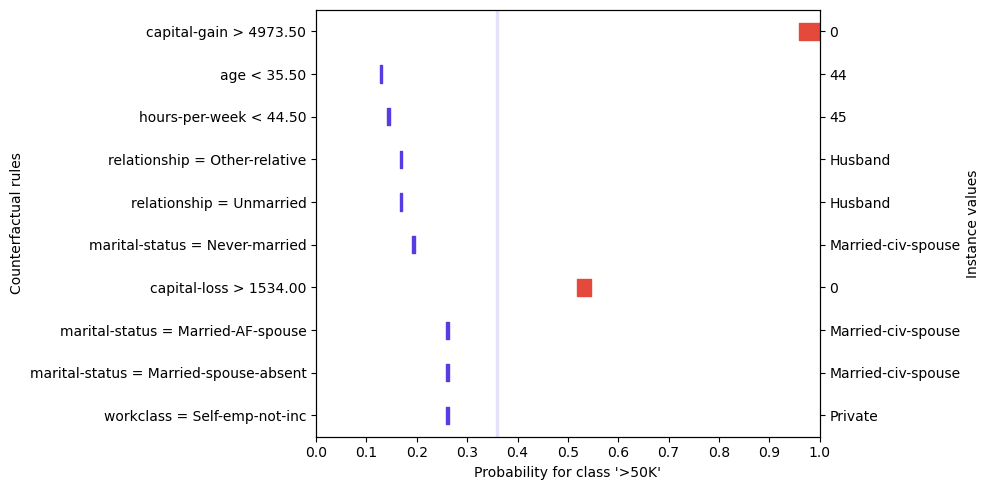 capital-gain > 4973.50
0
age < 35.50
44
hours-per-week < 44.50
45
relationship = Other-relative
Husband
relationship = Unmarried
Husband
marital-status = Never-married
Married-civ-spouse
capital-loss > 1534.00
0
marital-status = Married-AF-spouse
Married-civ-spouse
marital-status = Married-spouse-absent
Married-civ-spouse
workclass = Self-emp-not-inc
Private
Counterfactual rules
Instance values
0.0 0.1 0.2 0.3 0.4 0.5 0.6 0.7 0.8 0.9 1.0
Probability for class '>50K'